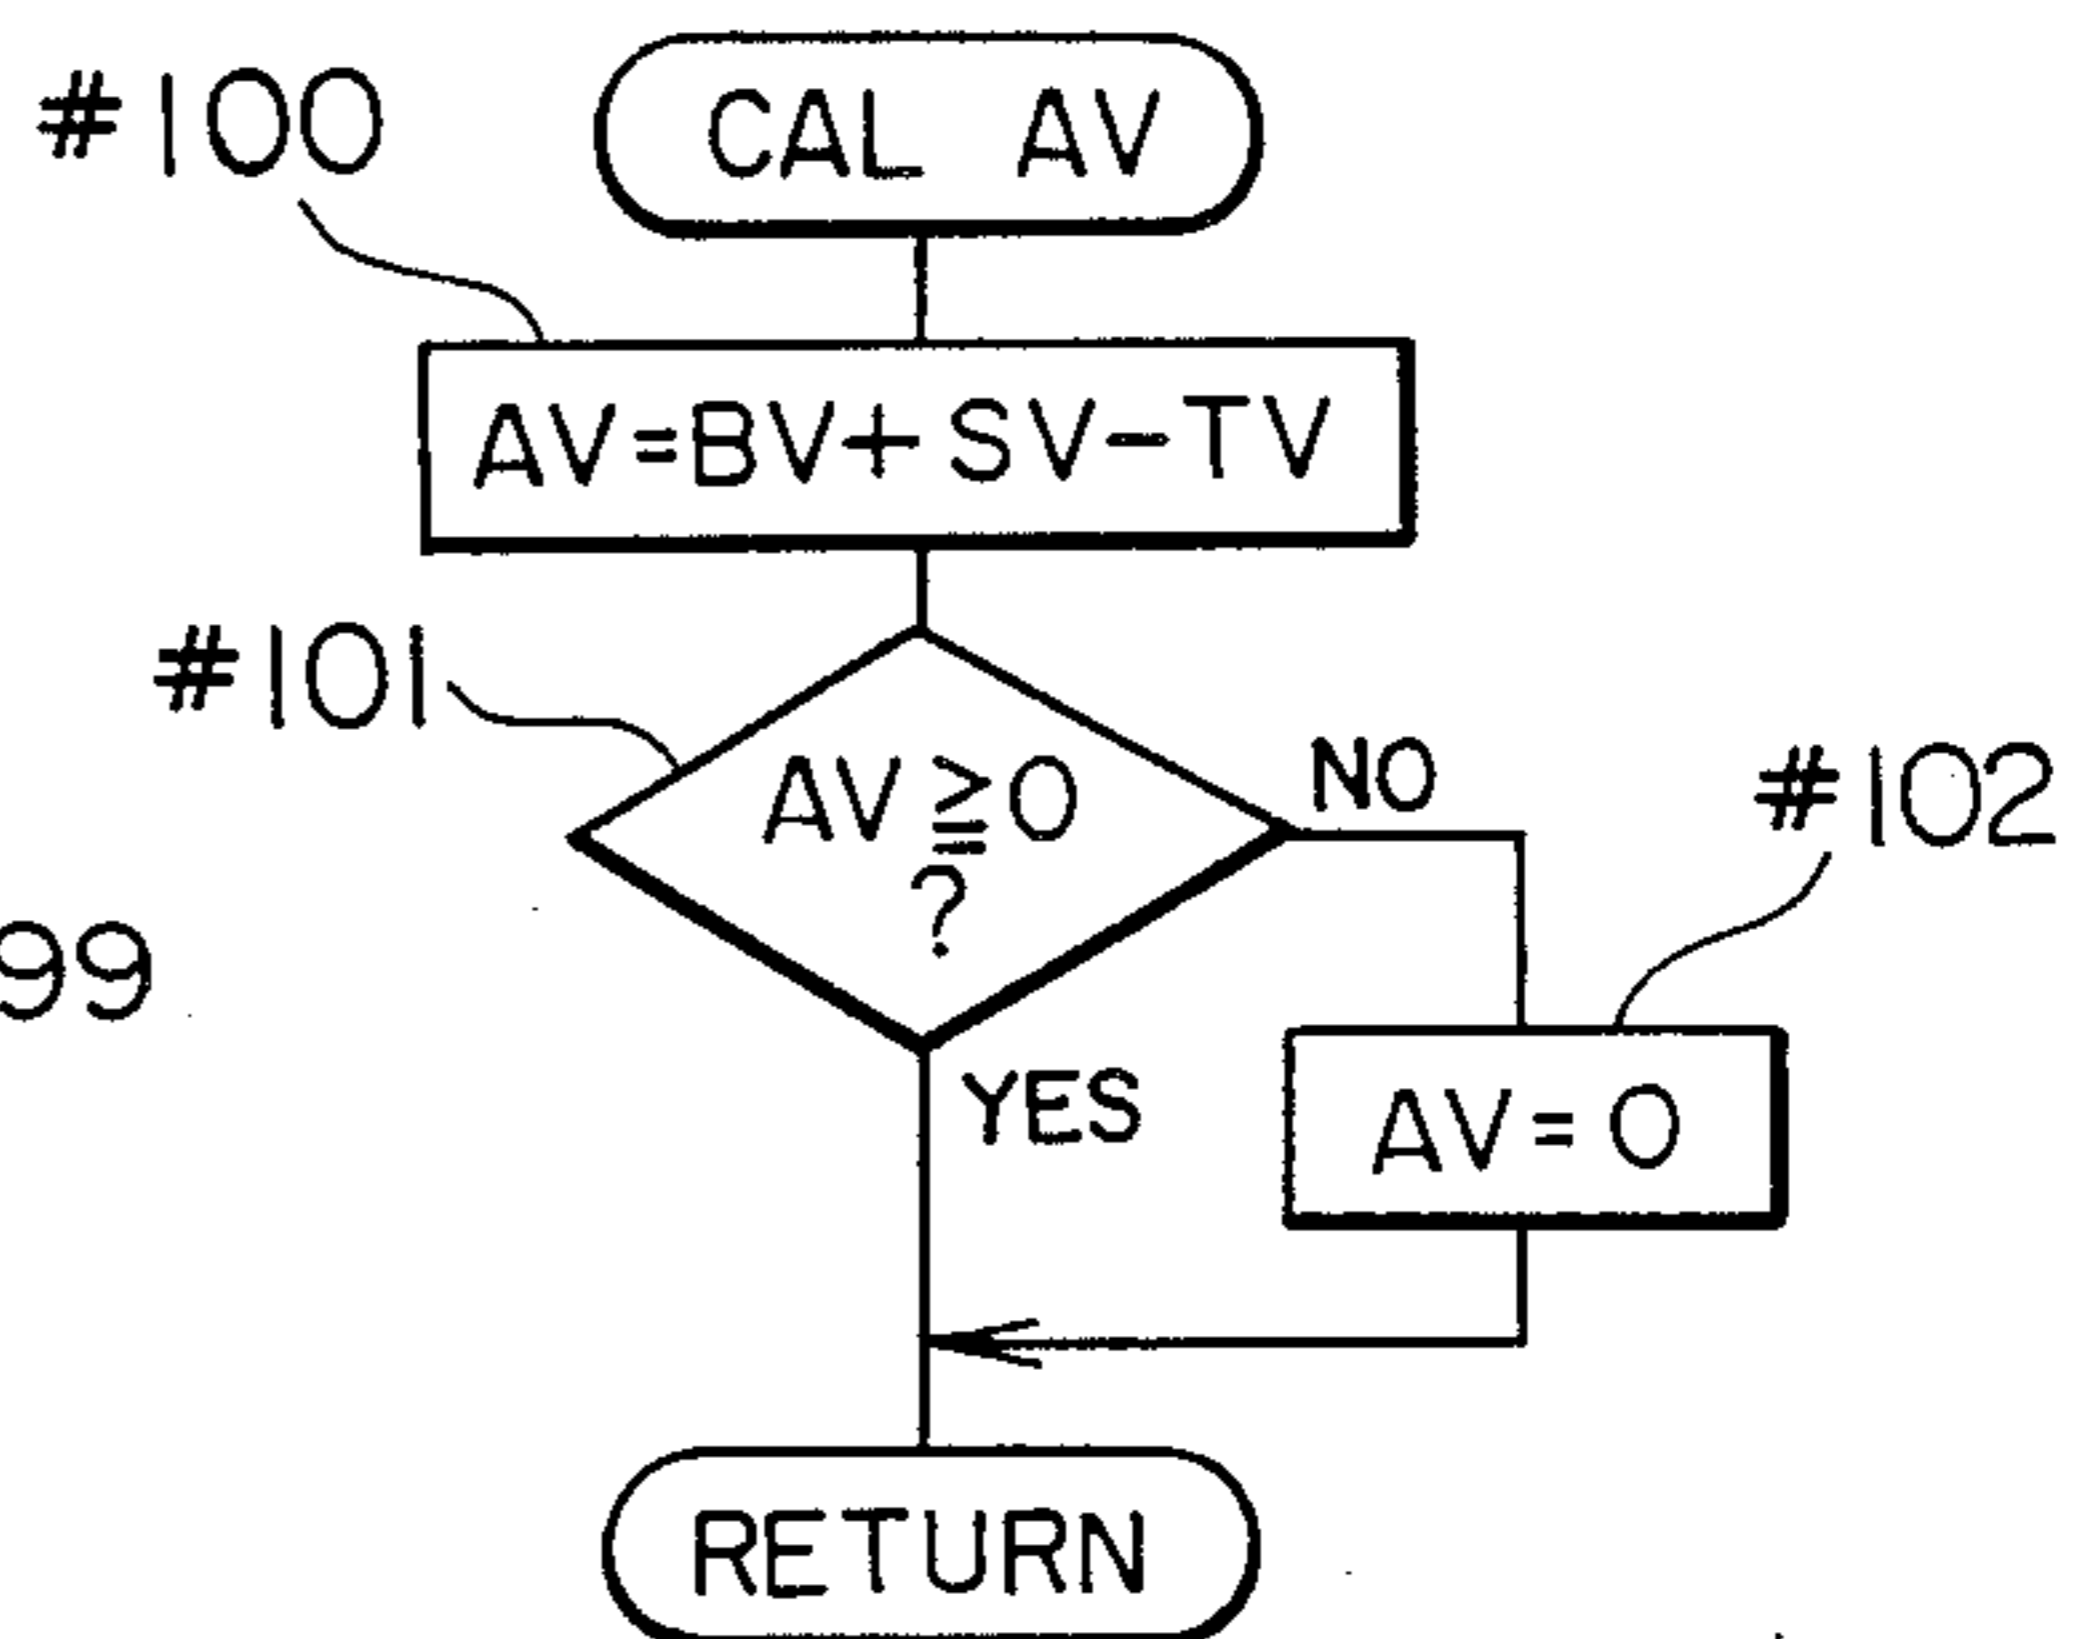 #100
CAL AV
AV=BV+SV-TV
#101
AV≧0
?
NO
#102
99
YES
AV=0
RETURN